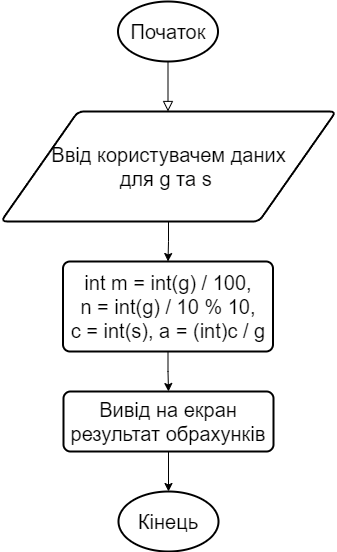 Початок
Ввід користувачем даних
для g та s
int m = int(g) / 100,
n = int(g) / 10 % 10,
c = int(s), a = (int)c / g
Вивід на екран
результат обрахунків
Кінець